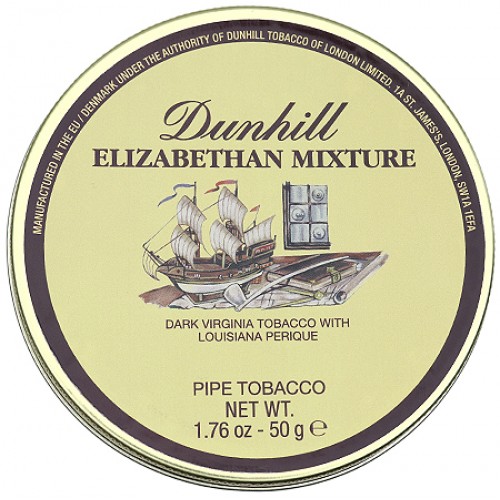 MANUFACTURED IN THE EU / DENMARK UNDER THE AUTHORITY OF DUNHILL TOBACCO OF LONDON LIMITED. 1A ST. JAMES'S, LONDON, SW1A 1EFA
Dunhill
ELIZABETHAN MIXTURE
DARK VIRGINIA TOBACCO WITH
LOUISIANA PERIQUE
PIPE TOBACCO
NET WT.
1.76 oz - 50 g ℮